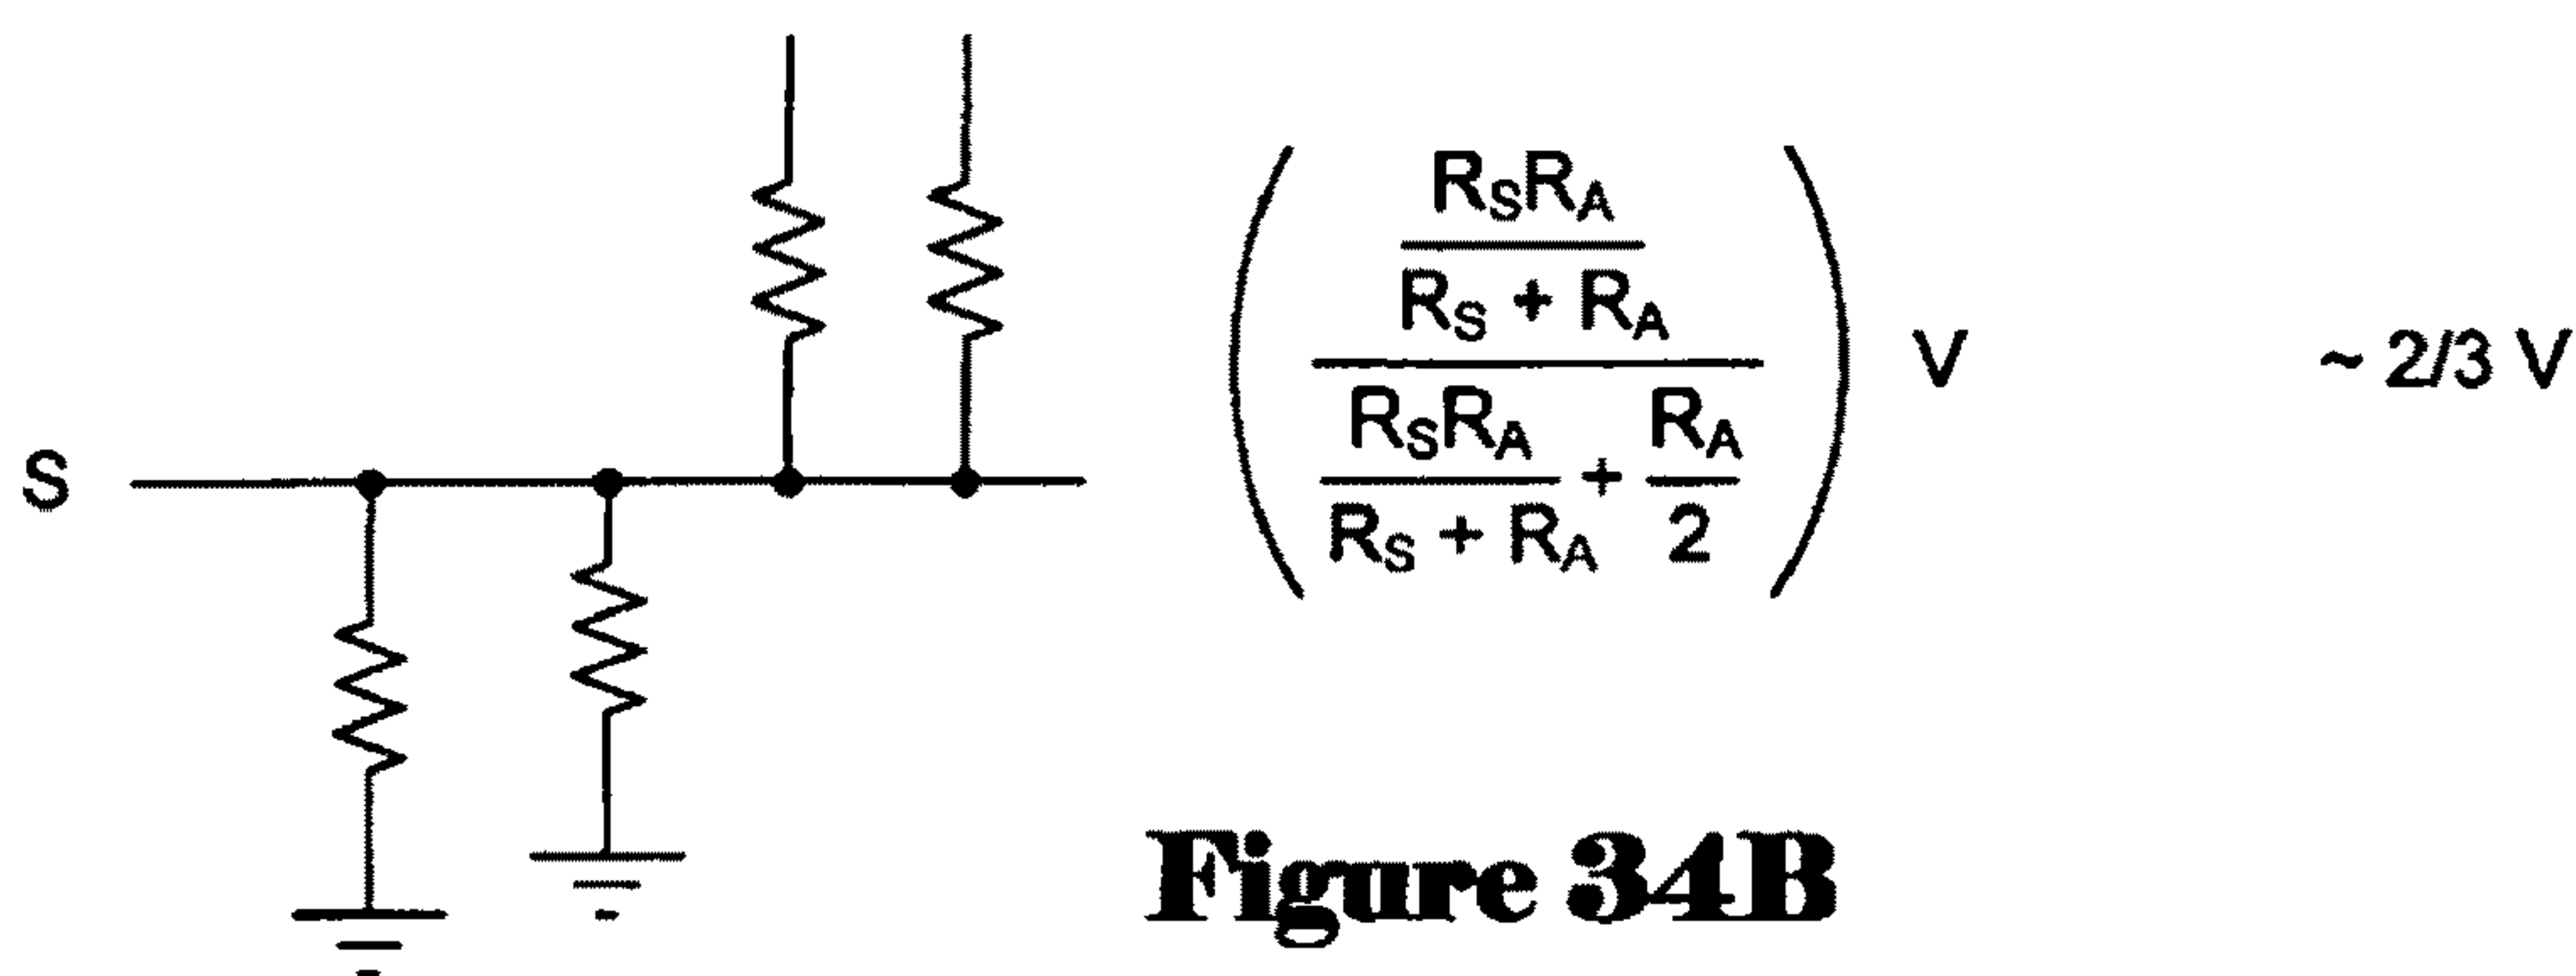 S
( (R_S R_A / (R_S + R_A)) / (R_S R_A / (R_S + R_A) + R_A / 2) ) V ~ 2/3 V
Figure 34B